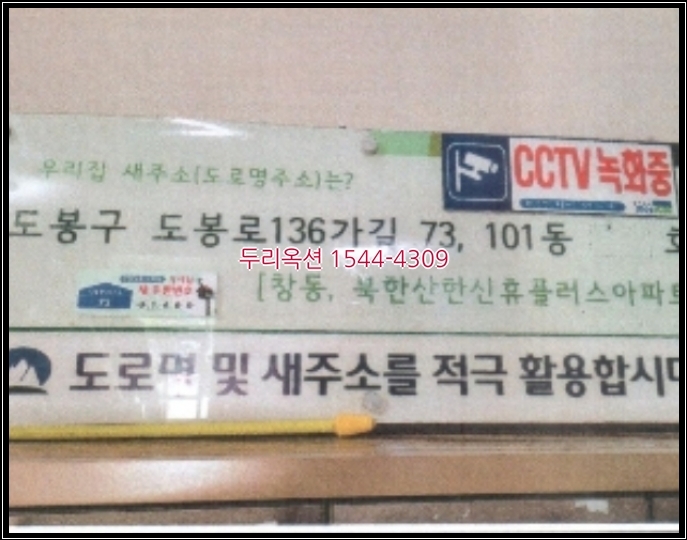 우리집 새주소(도로명주소)는?
CCTV 녹화중
도봉구 도봉로136가길 73, 101동
두리옥션 1544-4309
[창동, 북한산한신휴플러스아파트
도로명 및 새주소를 적극 활용합시다